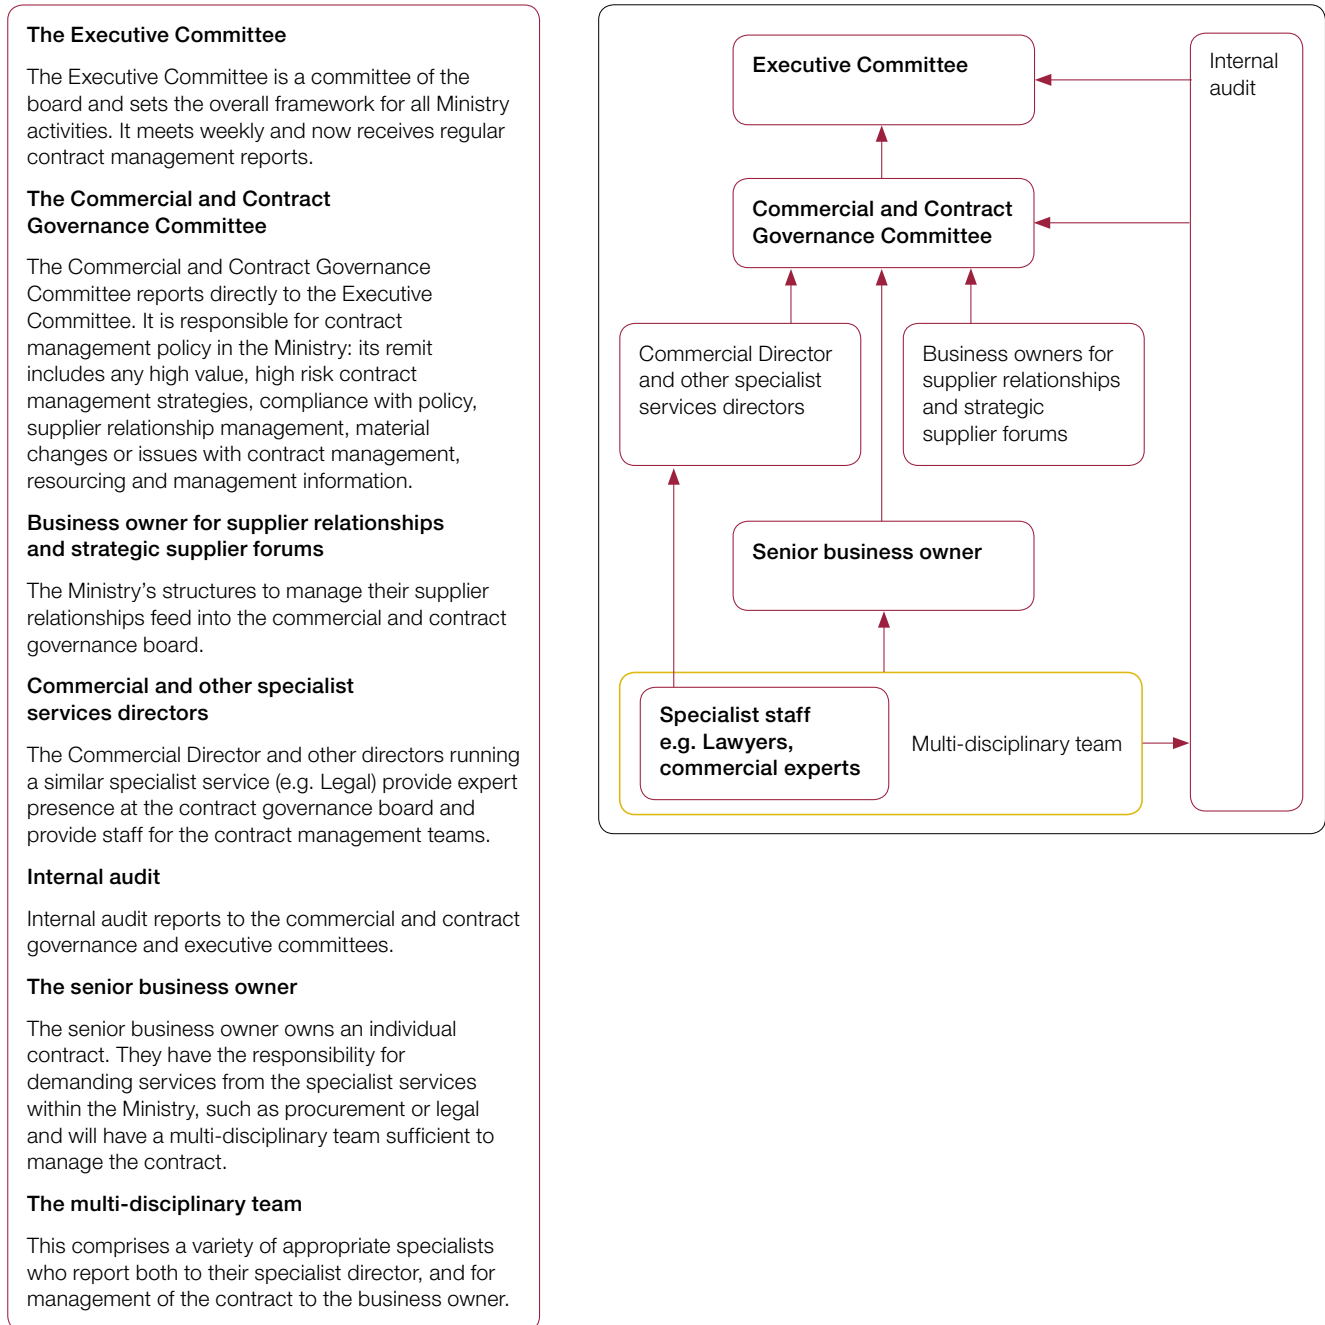 The Executive Committee
The Executive Committee is a committee of the
board and sets the overall framework for all Ministry
activities. It meets weekly and now receives regular
contract management reports.
The Commercial and Contract
Governance Committee
The Commercial and Contract Governance
Committee reports directly to the Executive
Committee. It is responsible for contract
management policy in the Ministry: its remit
includes any high value, high risk contract
management strategies, compliance with policy,
supplier relationship management, material
changes or issues with contract management,
resourcing and management information.
Business owner for supplier relationships
and strategic supplier forums
The Ministry’s structures to manage their supplier
relationships feed into the commercial and contract
governance board.
Commercial and other specialist
services directors
The Commercial Director and other directors running
a similar specialist service (e.g. Legal) provide expert
presence at the contract governance board and
provide staff for the contract management teams.
Internal audit
Internal audit reports to the commercial and contract
governance and executive committees.
The senior business owner
The senior business owner owns an individual
contract. They have the responsibility for
demanding services from the specialist services
within the Ministry, such as procurement or legal
and will have a multi-disciplinary team sufficient to
manage the contract.
The multi-disciplinary team
This comprises a variety of appropriate specialists
who report both to their specialist director, and for
management of the contract to the business owner.
Executive Committee
Internal
audit
Commercial and Contract
Governance Committee
Commercial Director
and other specialist
services directors
Business owners for
supplier relationships
and strategic
supplier forums
Senior business owner
Specialist staff
e.g. Lawyers,
commercial experts
Multi-disciplinary team